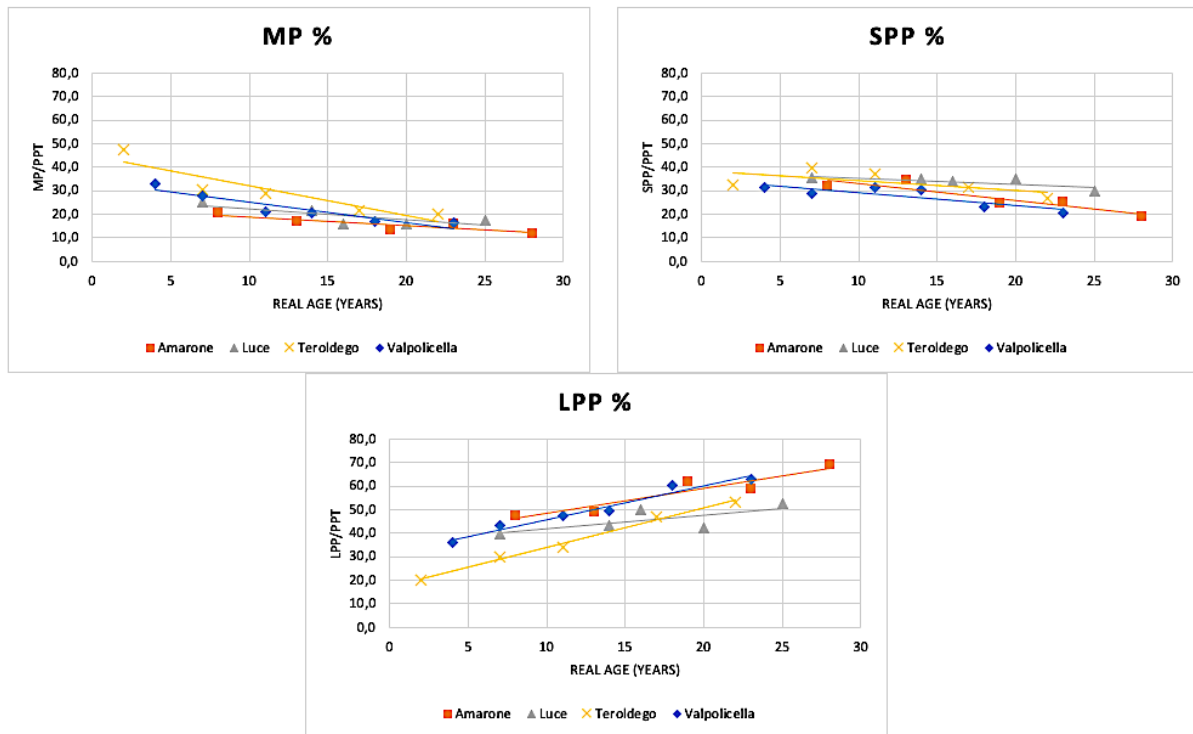 MP %
80,0
70,0
60,0
50,0
40,0
30,0
20,0
10,0
0,0
MP/PPT
0 5 10 15 20 25 30
REAL AGE (YEARS)
Amarone Luce Teroldego Valpolicella
SPP %
80,0
70,0
60,0
50,0
40,0
30,0
20,0
10,0
0,0
SPP/PPT
0 5 10 15 20 25 30
REAL AGE (YEARS)
Amarone Luce Teroldego Valpolicella
LPP %
80,0
70,0
60,0
50,0
40,0
30,0
20,0
10,0
0,0
LPP/PPT
0 5 10 15 20 25 30
REAL AGE (YEARS)
Amarone Luce Teroldego Valpolicella